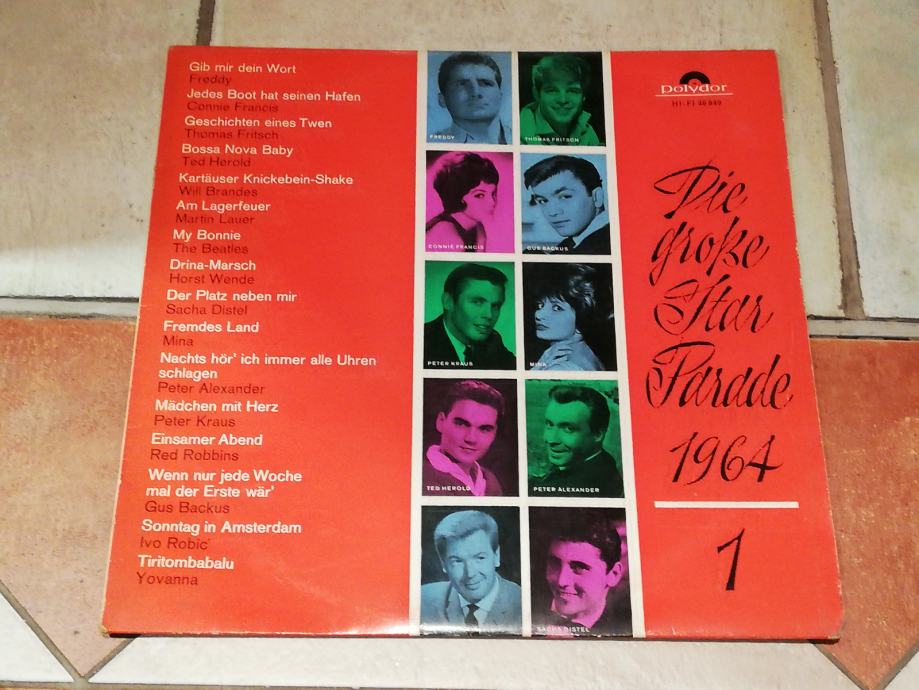 Gib mir dein Wort
Freddy
Jedes Boot hat seinen Hafen
Connie Francis
Geschichten eines Twen
Thomas Fritsch
Bossa Nova Baby
Ted Herold
Kartäuser Knickebein-Shake
Will Brandes
Am Lagerfeuer
Martin Lauer
My Bonnie
The Beatles
Drina-Marsch
Horst Wende
Der Platz neben mir
Sacha Distel
Fremdes Land
Mina
Nachts hör' ich immer alle Uhren
schlagen
Peter Alexander
Mädchen mit Herz
Peter Kraus
Einsamer Abend
Red Robbins
Wenn nur jede Woche
mal der Erste wär'
Gus Backus
Sonntag in Amsterdam
Ivo Robic'
Tiritombabalu
Yovanna
FREDDY
THOMAS FRITSCH
CONNIE FRANCIS
GUS BACKUS
PETER KRAUS
MINA
TED HEROLD
PETER ALEXANDER
SACHA DISTEL
polydor
HI-FI
Die
große
Star
Parade
1964
1